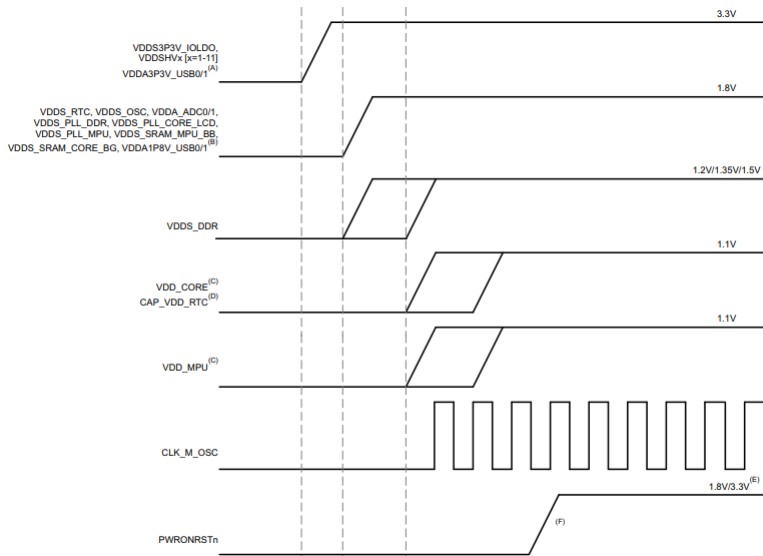 3.3V
VDDS3P3V_IOLDO,
VDDSHVx [x=1-11]
VDDA3P3V_USB0/1(A)
1.8V
VDDS_RTC, VDDS_OSC, VDDA_ADC0/1,
VDDS_PLL_DDR, VDDS_PLL_CORE_LCD,
VDDS_PLL_MPU, VDDS_SRAM_MPU_BB,
VDDS_SRAM_CORE_BG, VDDA1P8V_USB0/1(B)
1.2V/1.35V/1.5V
VDDS_DDR
1.1V
VDD_CORE(C)
CAP_VDD_RTC(D)
1.1V
VDD_MPU(C)
CLK_M_OSC
1.8V/3.3V(E)
(F)
PWRONRSTn